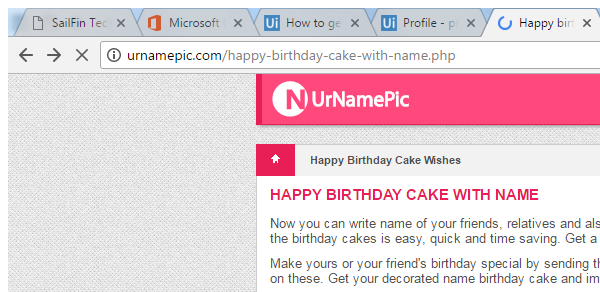 SailFin Tec
Microsoft
How to ge
Profile - p
Happy birt
urnamepic.com/happy-birthday-cake-with-name.php
N UrNamePic
Happy Birthday Cake Wishes
HAPPY BIRTHDAY CAKE WITH NAME
Now you can write name of your friends, relatives and als
the birthday cakes is easy, quick and time saving. Get a
Make yours or your friend's birthday special by sending th
on these. Get your decorated name birthday cake and im